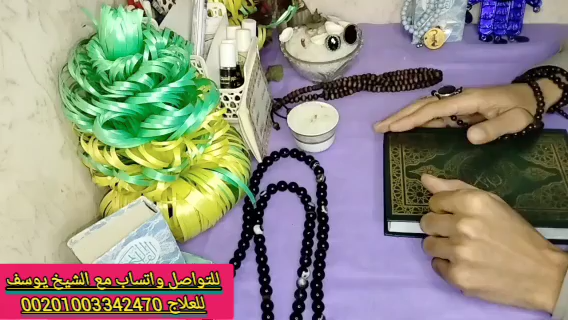 للتواصل واتساب مع الشيخ يوسف
للعلاج 00201003342470